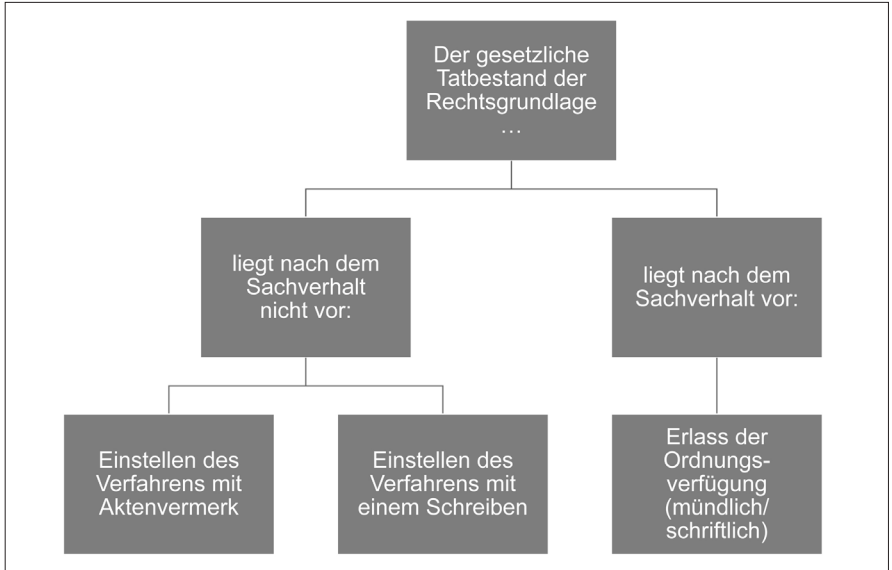 Der gesetzliche
Tatbestand der
Rechtsgrundlage
…
liegt nach dem
Sachverhalt
nicht vor:
liegt nach dem
Sachverhalt vor:
Einstellen des
Verfahrens mit
Aktenvermerk
Einstellen des
Verfahrens mit
einem Schreiben
Erlass der
Ordnungs-
verfügung
(mündlich/
schriftlich)